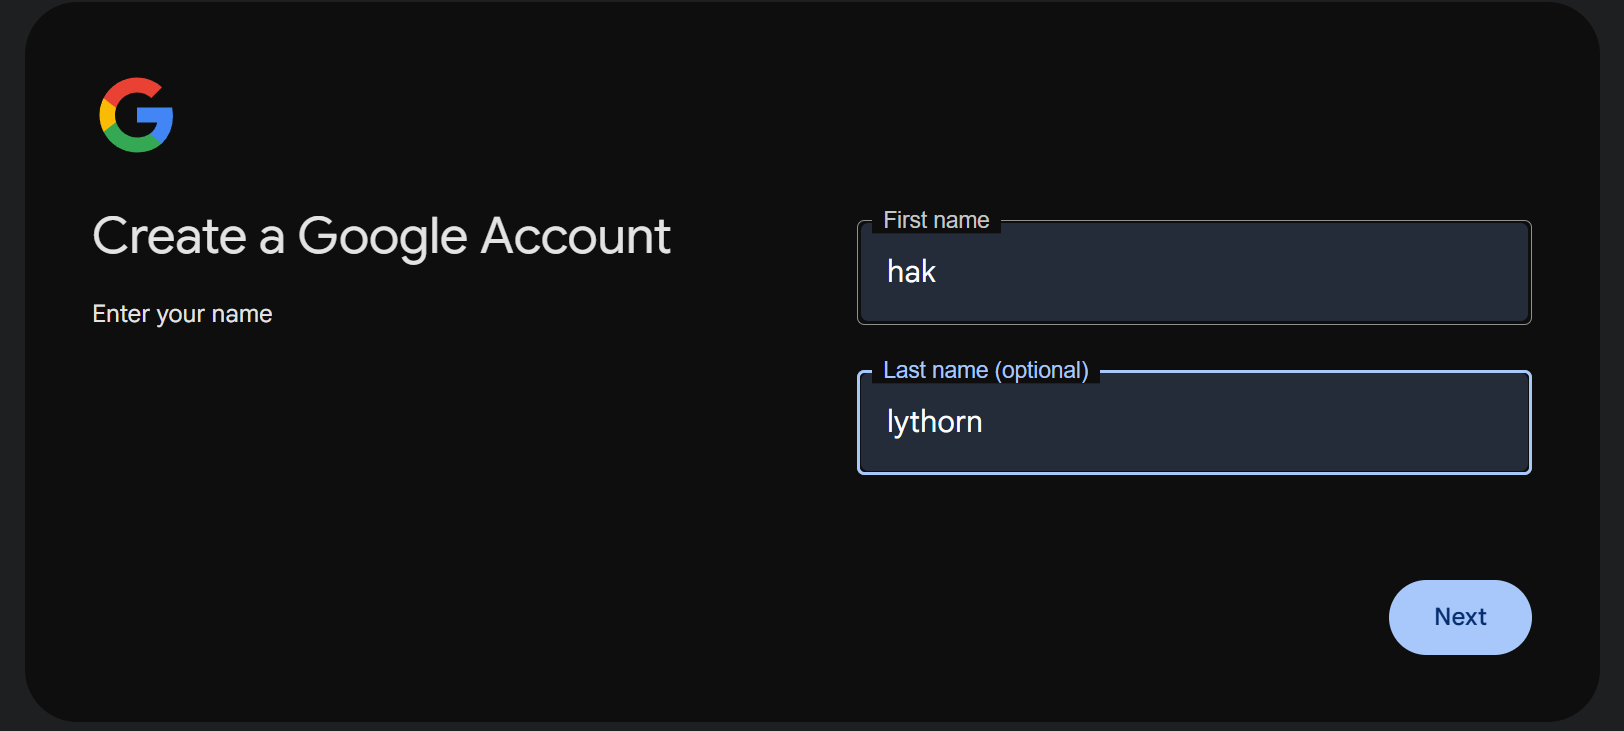 Create a Google Account
Enter your name
First name
hak
Last name (optional)
lythorn
Next